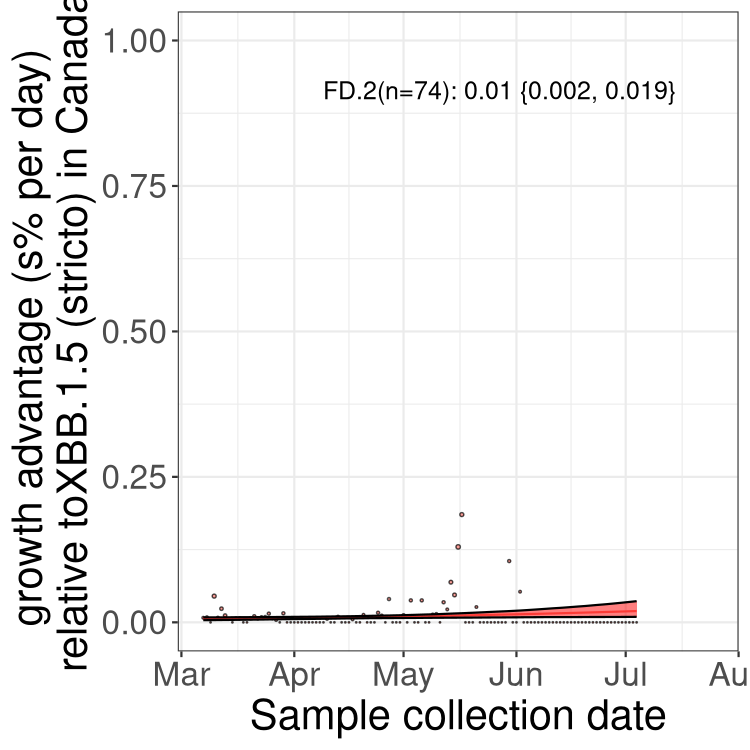 growth advantage (s% per day)
relative toXBB.1.5 (stricto) in Canada
1.00
0.75
0.50
0.25
0.00
FD.2(n=74): 0.01 {0.002, 0.019}
Mar Apr May Jun Jul Au
Sample collection date